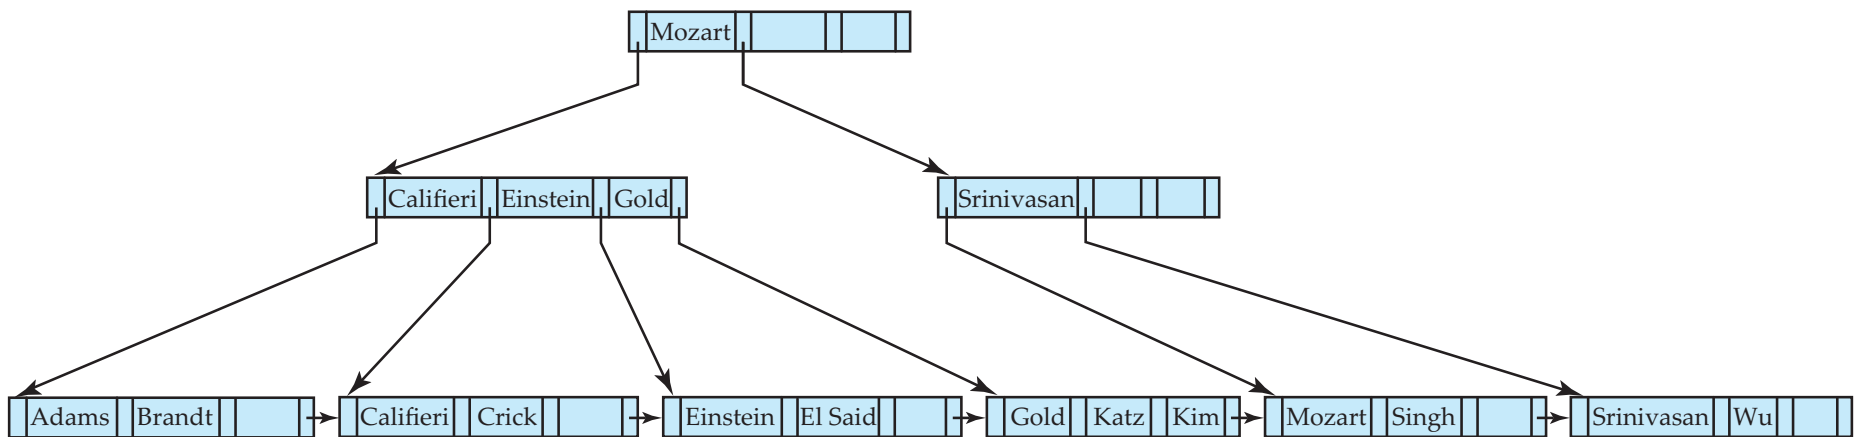 Mozart
Califieri Einstein Gold Srinivasan
Adams Brandt Califieri Crick Einstein El Said Gold Katz Kim Mozart Singh Srinivasan Wu